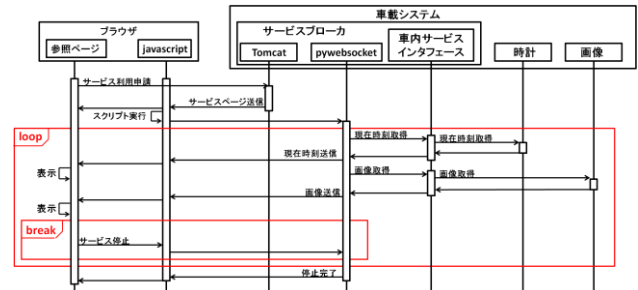 車載システム
ブラウザ
サービスブローカ
参照ページ
javascript
Tomcat
pywebsocket
車内サービス
インタフェース
時計
画像
サービス利用申請
サービスページ送信
スクリプト実行
loop
現在時刻取得
現在時刻取得
現在時刻送信
表示
画像取得
画像取得
画像送信
表示
break
サービス停止
停止完了